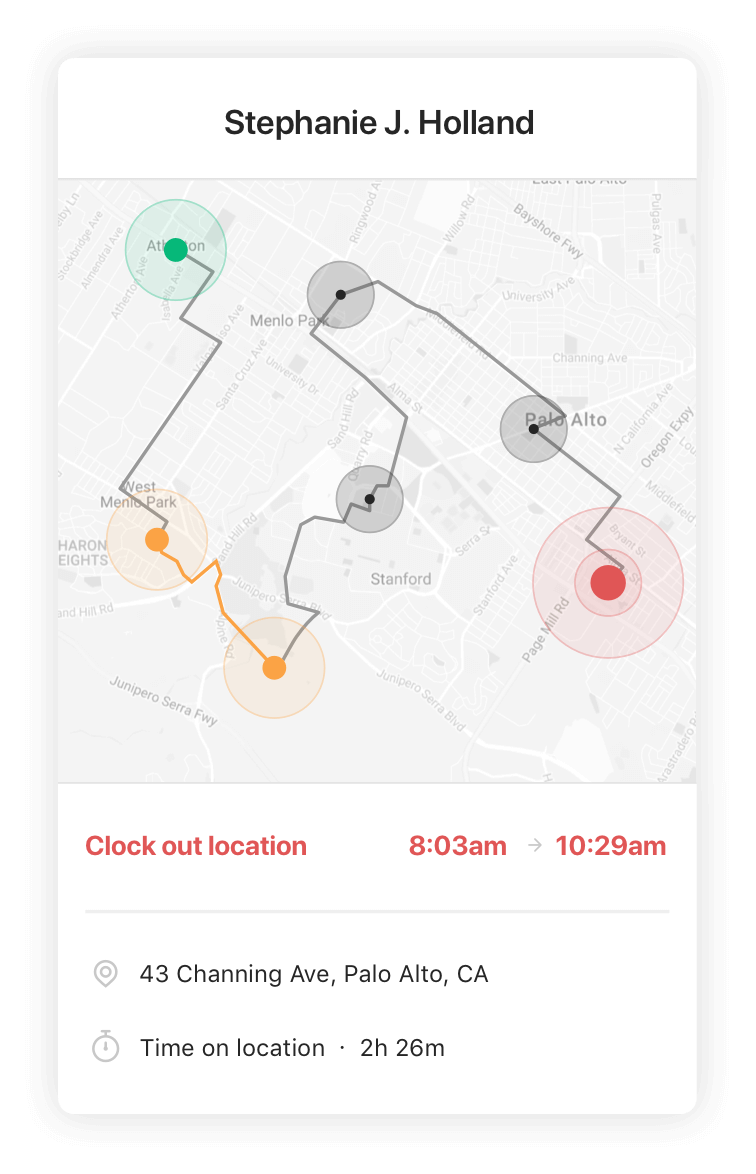 Stephanie J. Holland
East Palo Alto
Stockbridge Ave
Almendral Ave
Atherton Ave
Atherton
Isabella Ave
Ringwood Ave
Willow Rd
Bayshore Fwy
Pulgas Ave
University Ave
Menlo Park
Middlefield Rd
Valparaiso Ave
Santa Cruz Ave
University Dr
Channing Ave
Alma St
Sand Hill Rd
Quarry Rd
Palo Alto
N California Ave
Oregon Expy
West
Menlo Park
Middlefield
Sand Hill Rd
HARON
EIGHTS
Serra St
Bryant St
Stanford
Stanford Ave
Junipero Serra Blvd
and Hill Rd
Page Mill Rd
Junipero Serra Fwy
Junipero Serra Blvd
Arastradero R
Clock out location 8:03am → 10:29am
43 Channing Ave, Palo Alto, CA
Time on location · 2h 26m